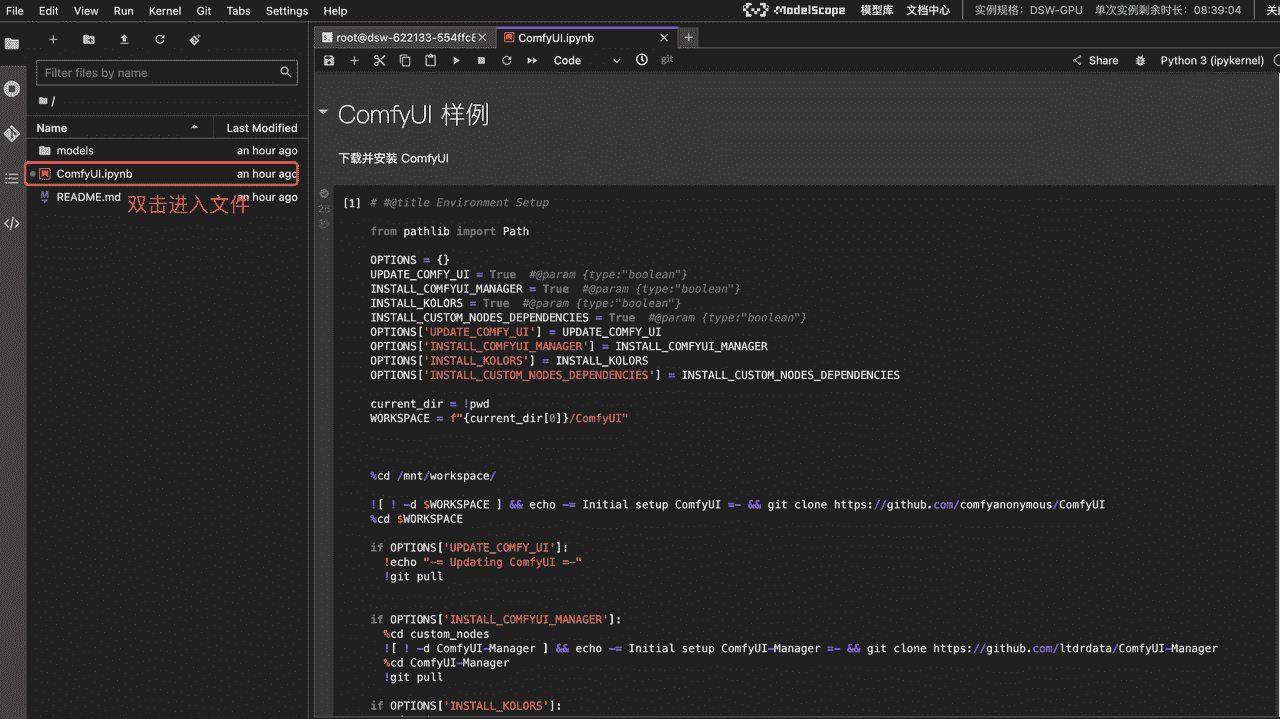 File Edit View Run Kernel Git Tabs Settings Help
ModelScope 模型库 文档中心 实例规格：DSW-GPU 单次实例剩余时长：08:39:04
Filter files by name
/
Name Last Modified
models an hour ago
ComfyUI.ipynb an hour ago
README.md an hour ago
双击进入文件
root@dsw-622133-554ffc8 ComfyUI.ipynb
Code git Share Python 3 (ipykernel)
ComfyUI 样例
下载并安装 ComfyUI
[1] # #@title Environment Setup
from pathlib import Path
OPTIONS = {}
UPDATE_COMFY_UI = True #@param {type:"boolean"}
INSTALL_COMFYUI_MANAGER = True #@param {type:"boolean"}
INSTALL_KOLORS = True #@param {type:"boolean"}
INSTALL_CUSTOM_NODES_DEPENDENCIES = True #@param {type:"boolean"}
OPTIONS['UPDATE_COMFY_UI'] = UPDATE_COMFY_UI
OPTIONS['INSTALL_COMFYUI_MANAGER'] = INSTALL_COMFYUI_MANAGER
OPTIONS['INSTALL_KOLORS'] = INSTALL_KOLORS
OPTIONS['INSTALL_CUSTOM_NODES_DEPENDENCIES'] = INSTALL_CUSTOM_NODES_DEPENDENCIES
current_dir = !pwd
WORKSPACE = f"{current_dir[0]}/ComfyUI"
%cd /mnt/workspace/
![ ! -d $WORKSPACE ] && echo -= Initial setup ComfyUI =- && git clone https://github.com/comfyanonymous/ComfyUI
%cd $WORKSPACE
if OPTIONS['UPDATE_COMFY_UI']:
!echo "-= Updating ComfyUI =-"
!git pull
if OPTIONS['INSTALL_COMFYUI_MANAGER']:
%cd custom_nodes
![ ! -d ComfyUI-Manager ] && echo -= Initial setup ComfyUI-Manager =- && git clone https://github.com/ltdrdata/ComfyUI-Manager
%cd ComfyUI-Manager
!git pull
if OPTIONS['INSTALL_KOLORS']: